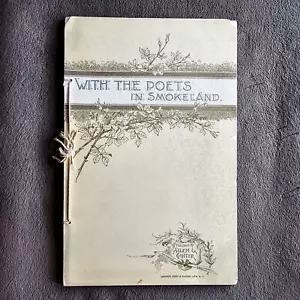 WITH THE POETS
IN SMOKELAND.
ALLEN &
GINTER